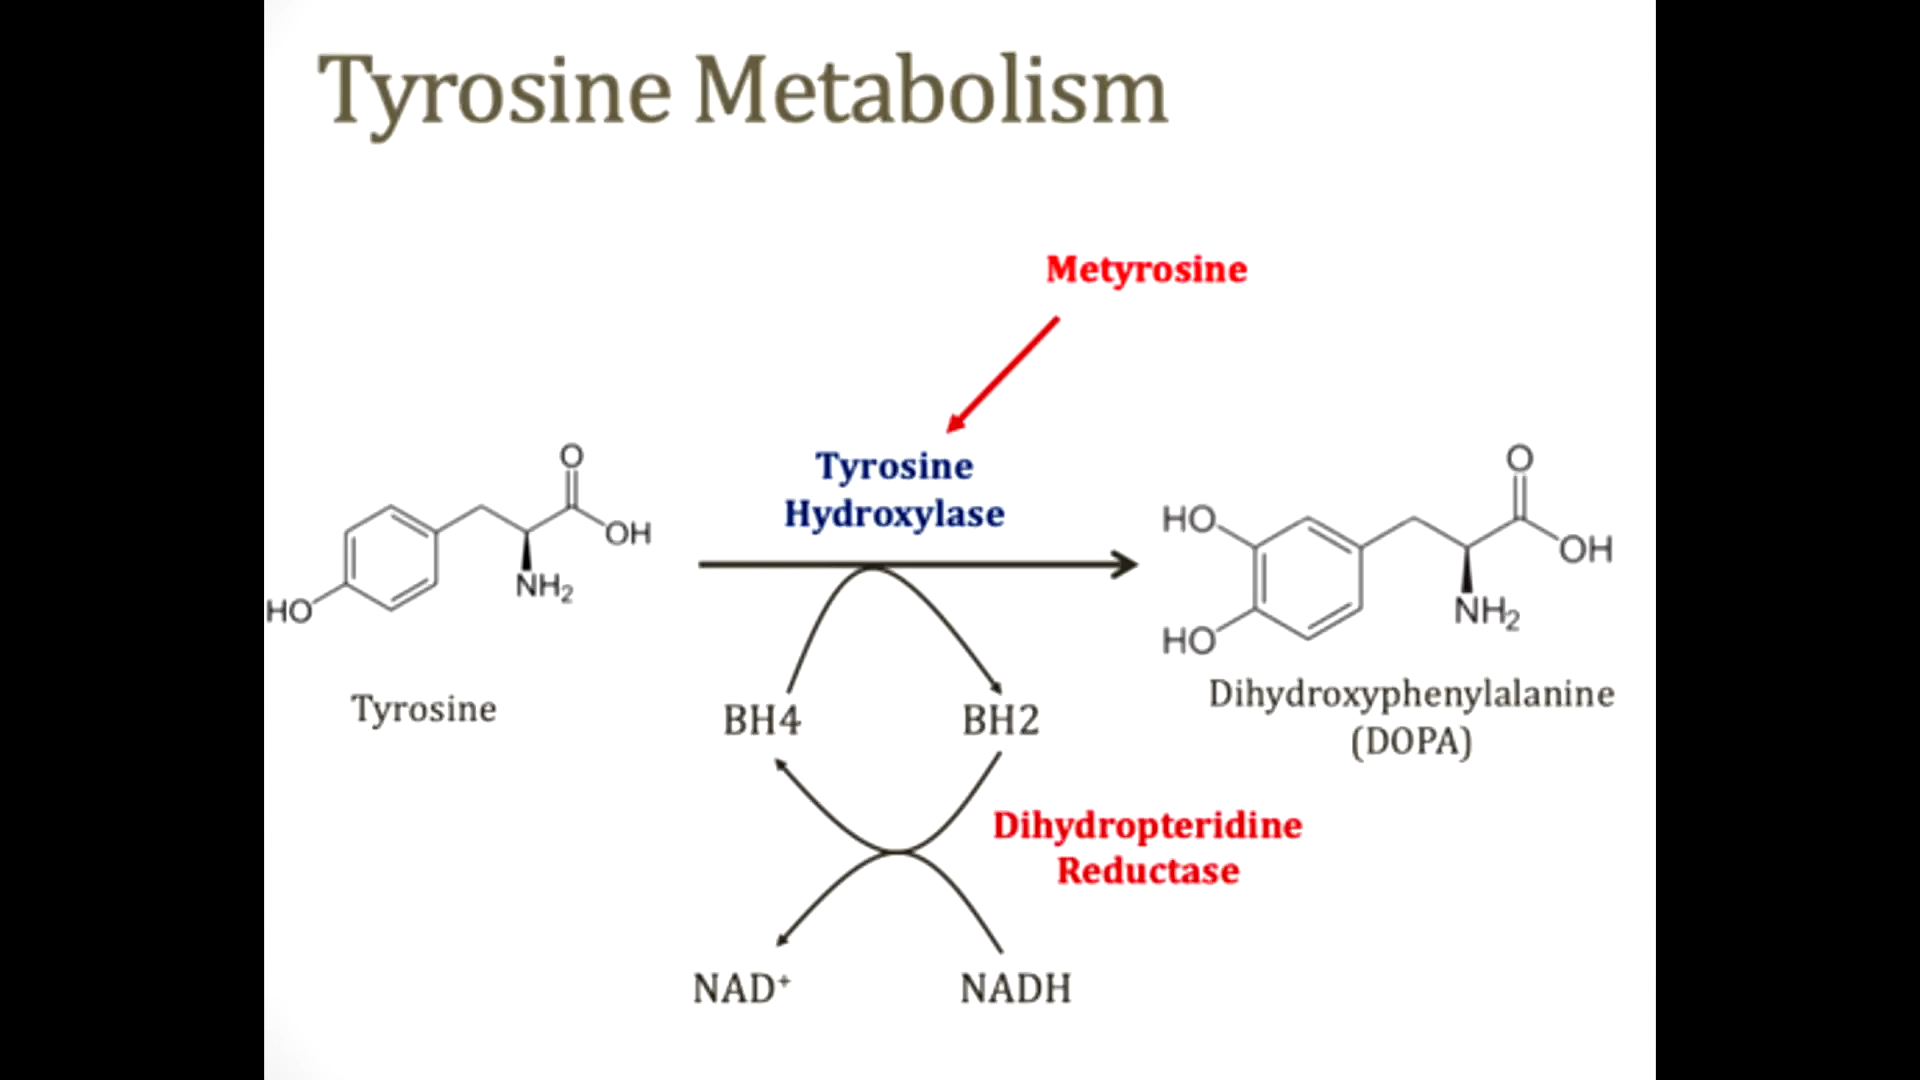 Tyrosine Metabolism
Metyrosine
Tyrosine
Hydroxylase
O
OH
NH₂
HO
Tyrosine
HO
HO
O
OH
NH₂
Dihydroxyphenylalanine
(DOPA)
BH4
BH2
Dihydropteridine
Reductase
NAD⁺
NADH